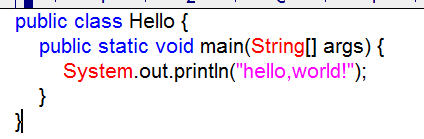 public class Hello {
    public static void main(String[] args) {
        System.out.println("hello,world!");
    }
}